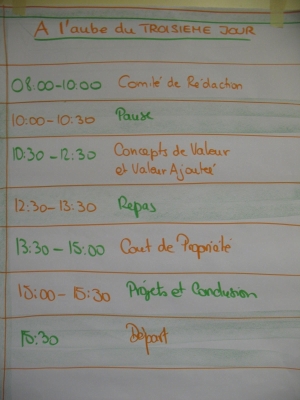 A l'aube du TROISIEME JOUR
08:00-10:00 Comité de Rédaction
10:00-10:30 Pause
10:30-12:30 Concepts de Valeur
et Valeur Ajoutée
12:30-13:30 Repas
13:30-15:00 Cout de Propriété
15:00-15:30 Projets et Conclusion
15:30 Départ